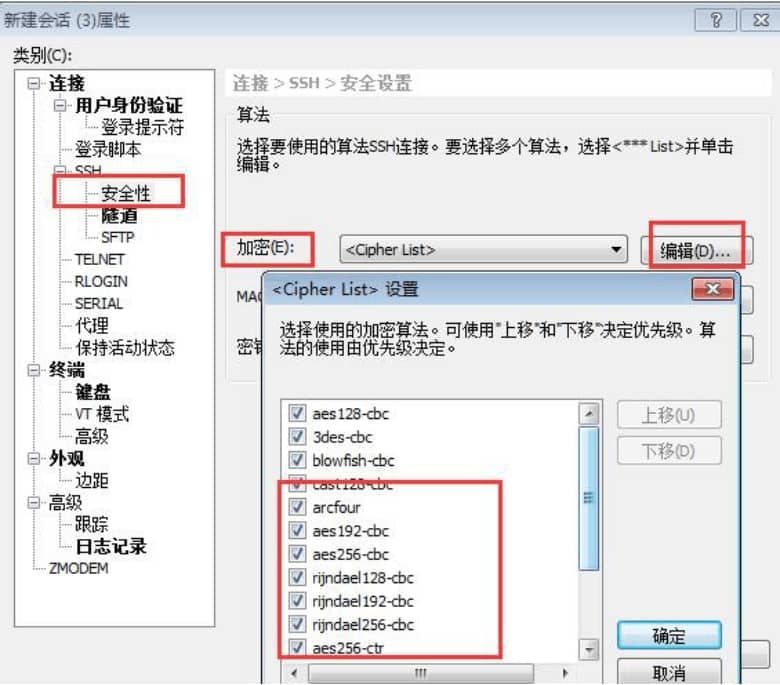 新建会话 (3)属性
类别(C):
连接
用户身份验证
登录提示符
登录脚本
SSH
安全性
隧道
SFTP
TELNET
RLOGIN
SERIAL
代理
保持活动状态
终端
键盘
VT 模式
高级
外观
边距
高级
跟踪
日志记录
ZMODEM
连接 > SSH > 安全设置
算法
选择要使用的算法SSH连接。要选择多个算法，选择<*** List>并单击
编辑。
加密(E):
<Cipher List>
编辑(D)...
<Cipher List> 设置
选择使用的加密算法。可使用"上移"和"下移"决定优先级。算
法的使用由优先级决定。
aes128-cbc
3des-cbc
blowfish-cbc
cast128-cbc
arcfour
aes192-cbc
aes256-cbc
rijndael128-cbc
rijndael192-cbc
rijndael256-cbc
aes256-ctr
上移(U)
下移(D)
确定
取消